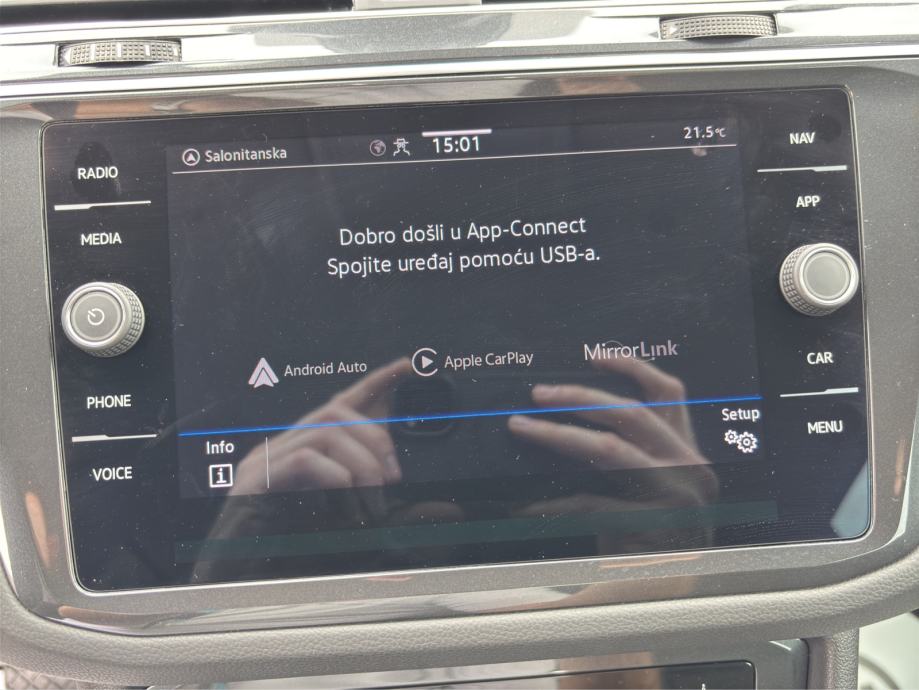 RADIO
MEDIA
PHONE
VOICE
Salonitanska
15:01
21.5°C
Dobro došli u App-Connect
Spojite uređaj pomoću USB-a.
Android Auto
Apple CarPlay
MirrorLink
Info
i
Setup
NAV
APP
CAR
MENU